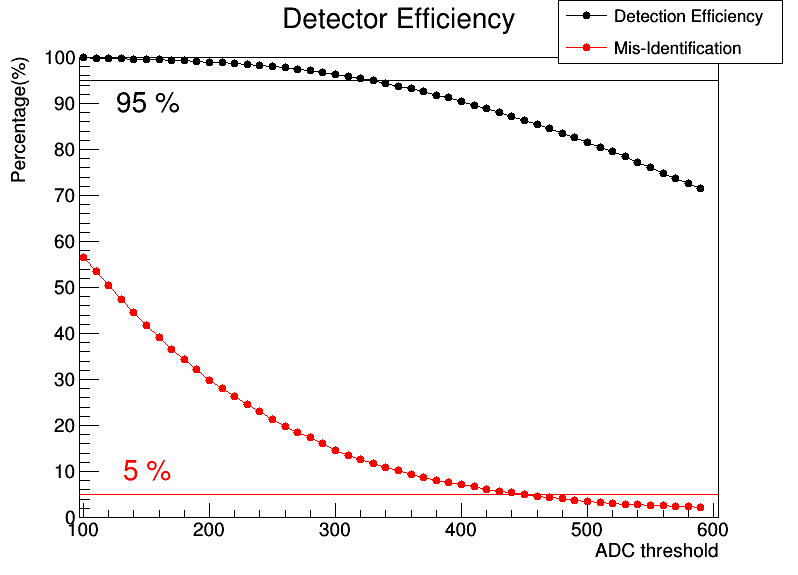 Detector Efficiency
Detection Efficiency
Mis-Identification
Percentage(%)
100
90
80
70
60
50
40
30
20
10
0
95 %
5 %
100 200 300 400 500 600
ADC threshold